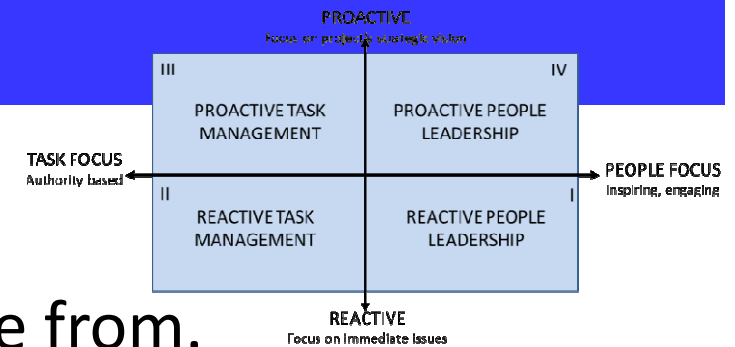 PROACTIVE
Focus on project's strategic vision
III
IV
PROACTIVE TASK
MANAGEMENT
PROACTIVE PEOPLE
LEADERSHIP
TASK FOCUS
Authority based
PEOPLE FOCUS
Inspiring, engaging
II
I
REACTIVE TASK
MANAGEMENT
REACTIVE PEOPLE
LEADERSHIP
e from.
REACTIVE
Focus on immediate issues